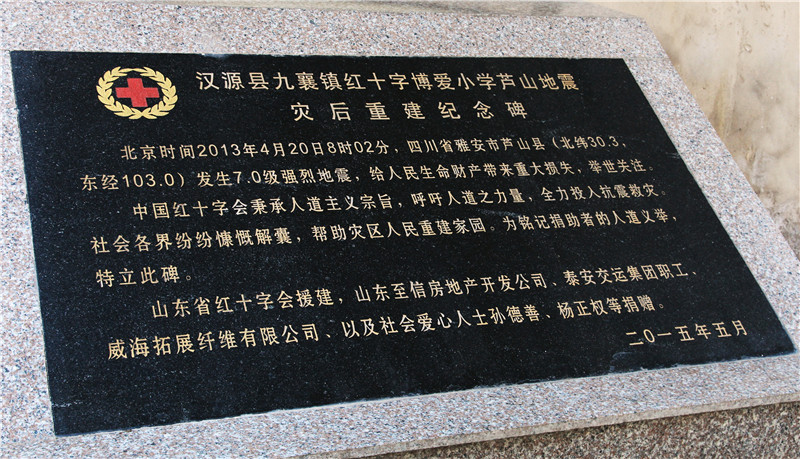 汉源县九襄镇红十字博爱小学芦山地震
灾后重建纪念碑
北京时间2013年4月20日8时02分，四川省雅安市芦山县（北纬30.3，
东经103.0）发生7.0级强烈地震，给人民生命财产带来重大损失，举世关注。
中国红十字会秉承人道主义宗旨，呼吁人道之力量，全力投入抗震救灾。
社会各界纷纷慷慨解囊，帮助灾区人民重建家园。为铭记捐助者的人道义举，
特立此碑。
山东省红十字会援建，山东至信房地产开发公司、泰安交运集团职工、
威海拓展纤维有限公司、以及社会爱心人士孙德善、杨正权等捐赠。
二〇一五年五月